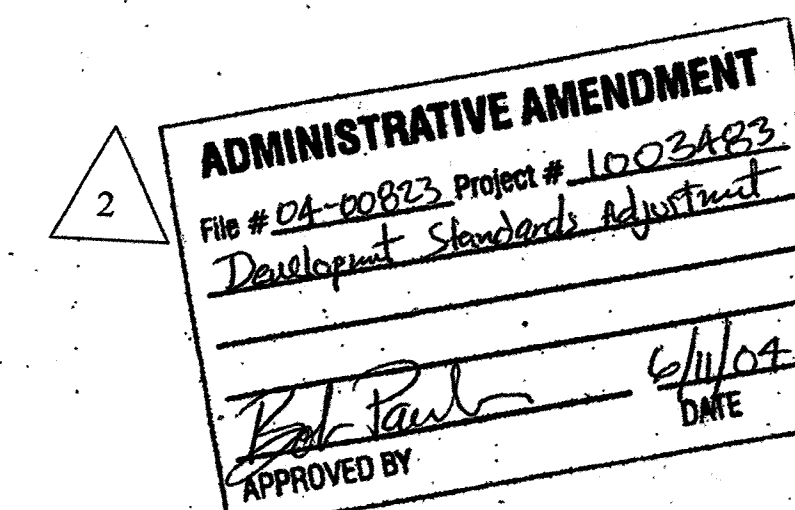 2
ADMINISTRATIVE AMENDMENT
File # 04-00823 Project # 1003483
Development Standards Adjustment
6/11/04
APPROVED BY DATE